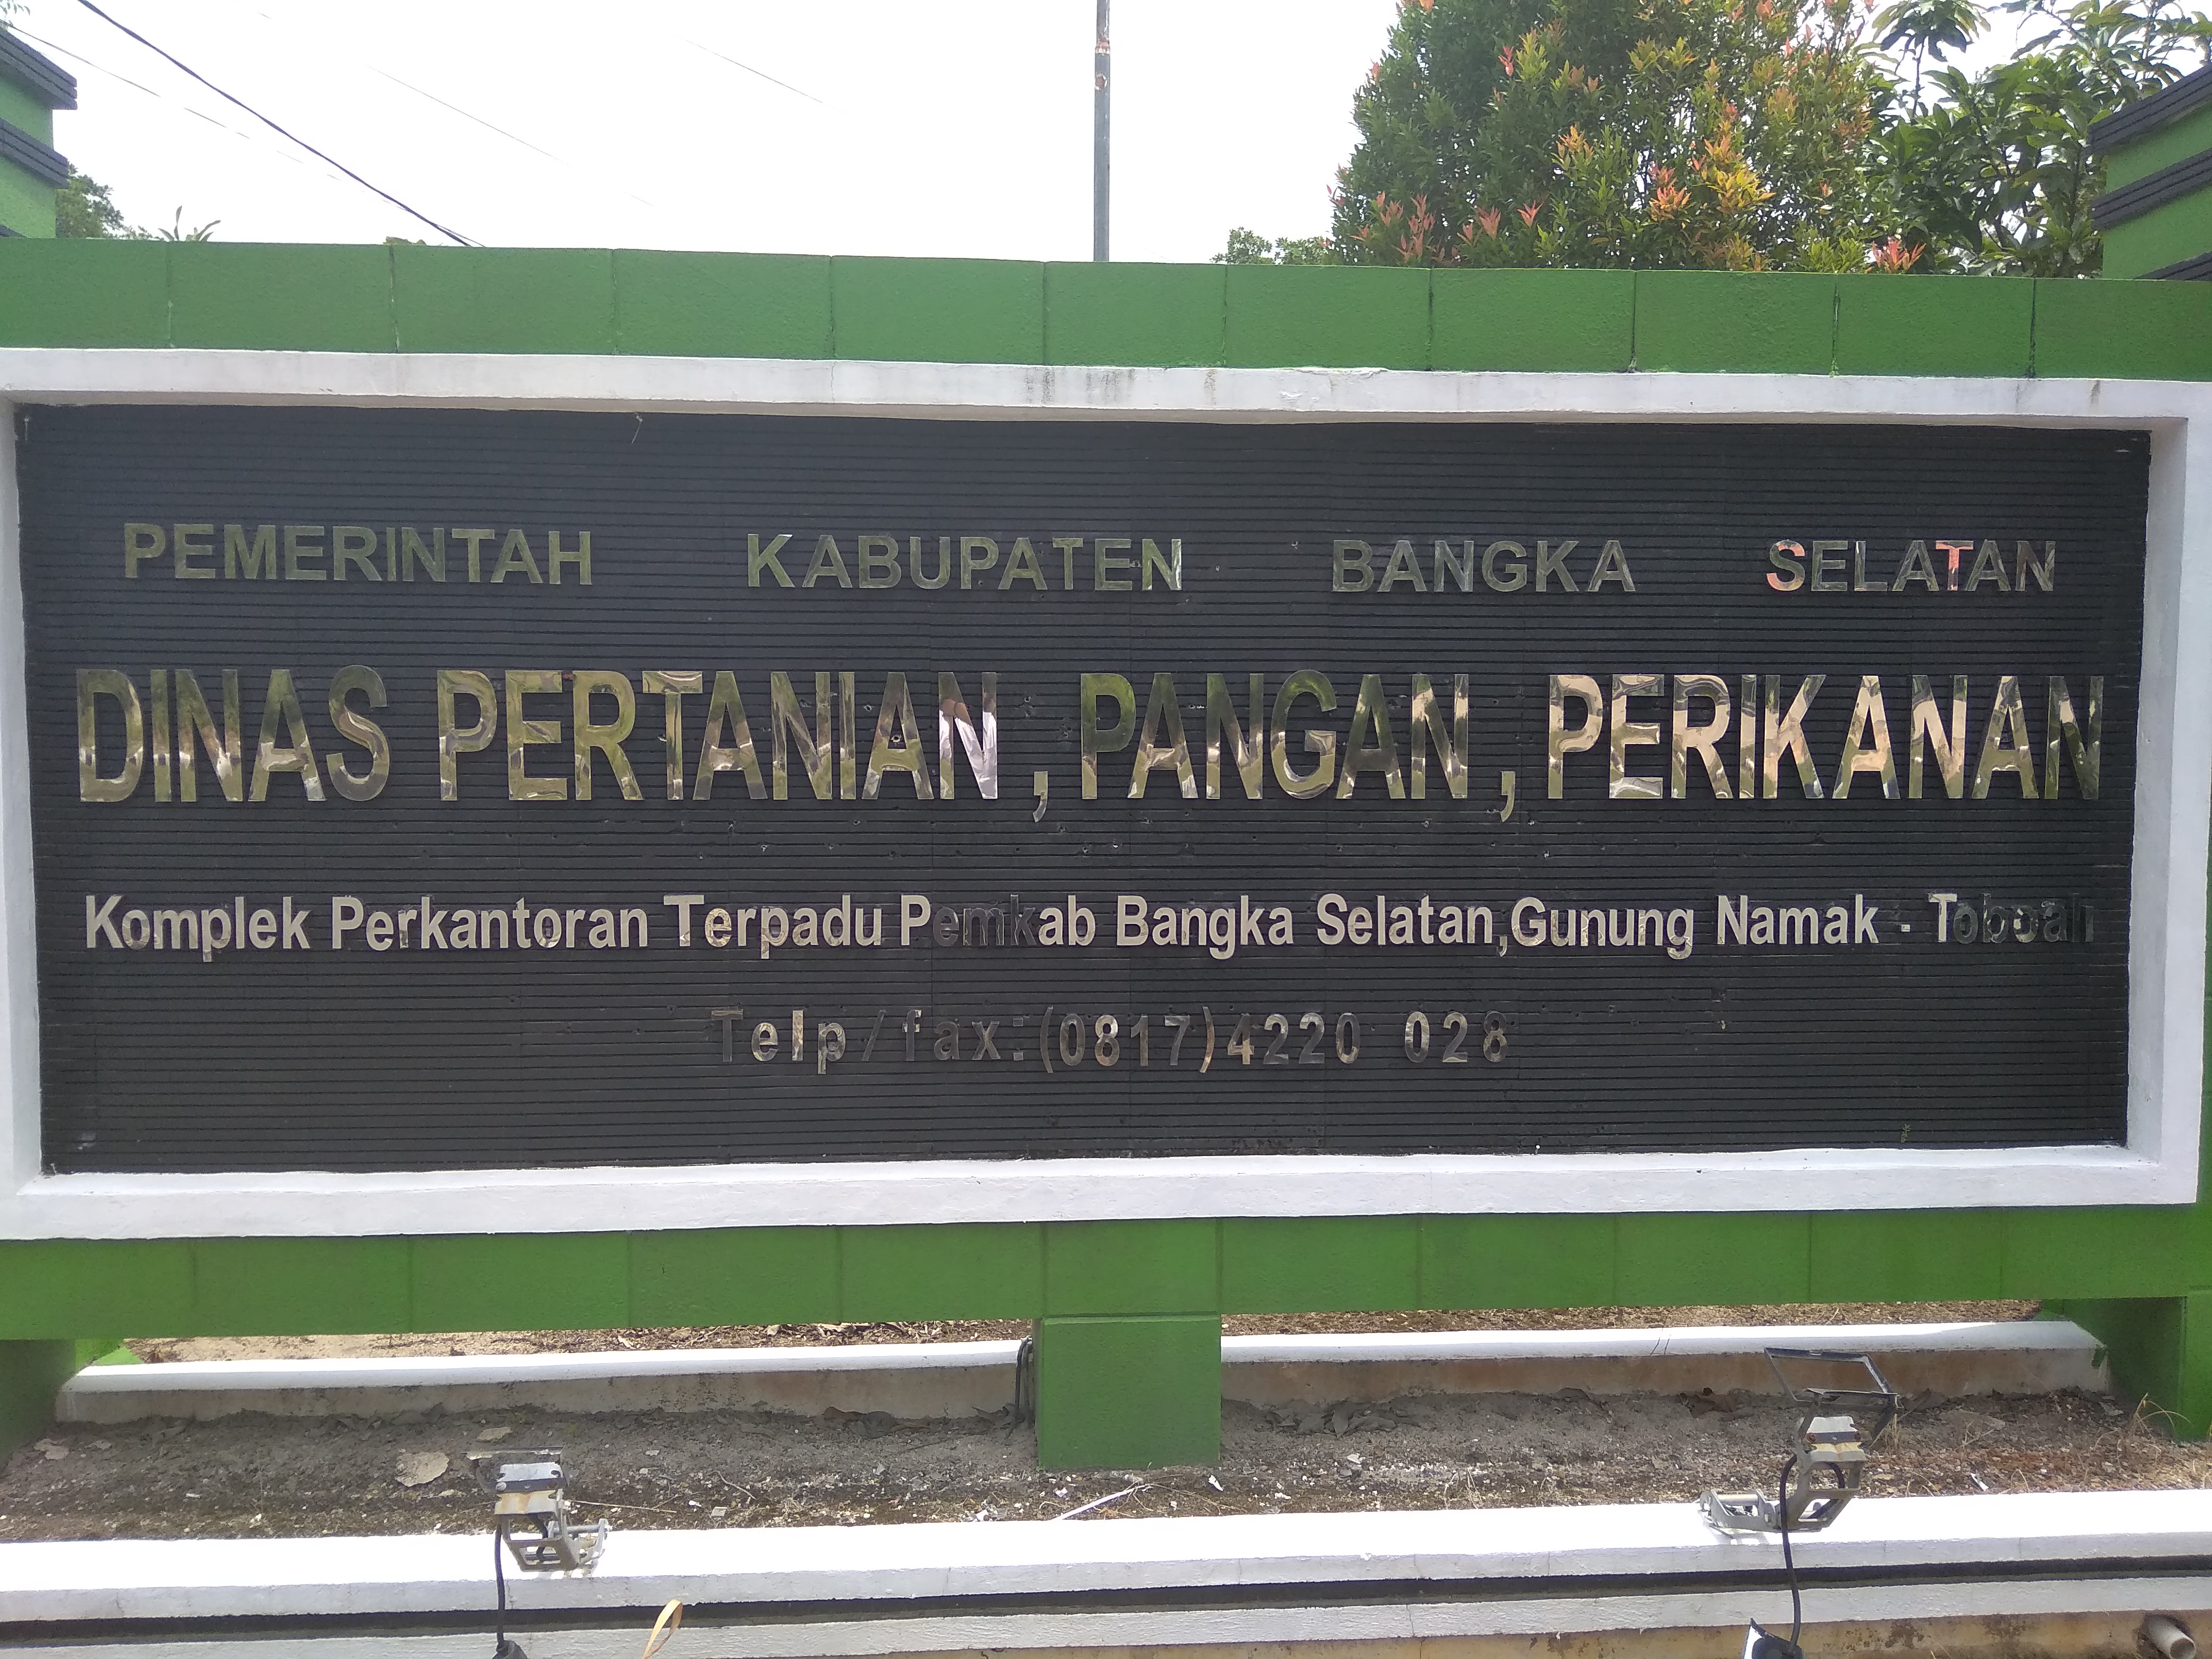 PEMERINTAH KABUPATEN BANGKA SELATAN
DINAS PERTANIAN , PANGAN , PERIKANAN
Komplek Perkantoran Terpadu Pemkab Bangka Selatan,Gunung Namak - Toboali
Telp/fax:(0817)4220 028